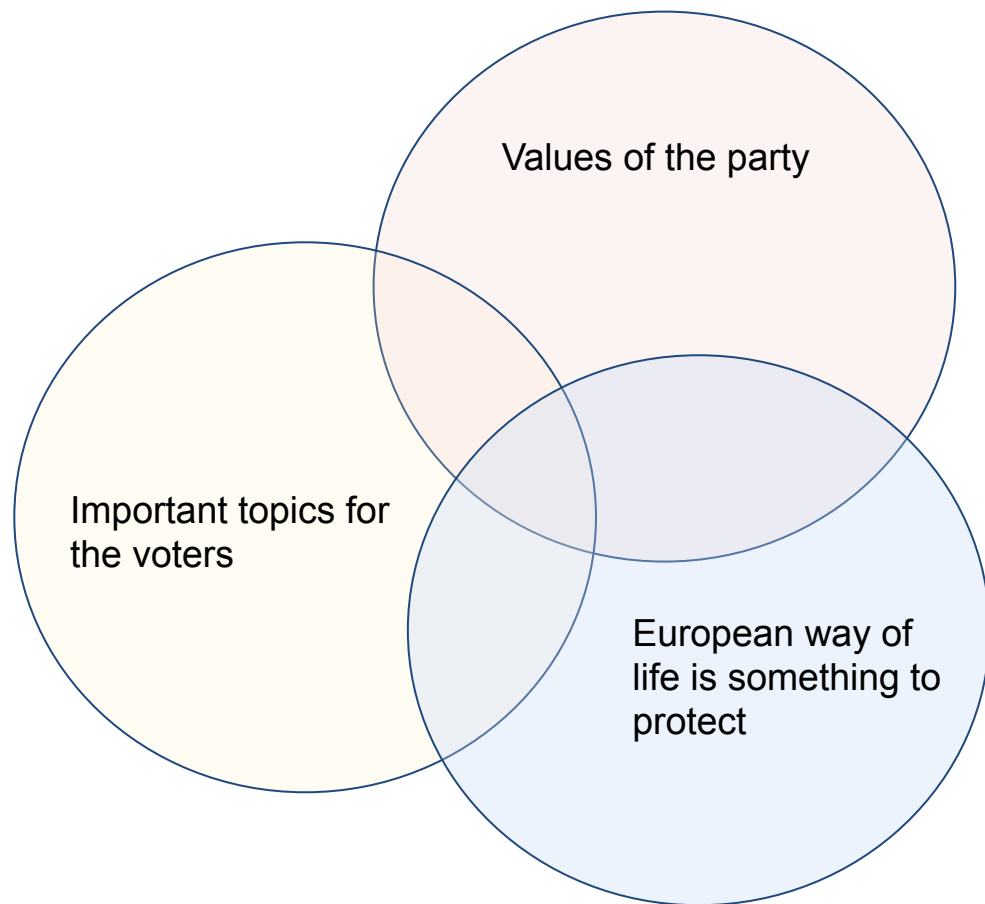 Values of the party
Important topics for
the voters
European way of
life is something to
protect